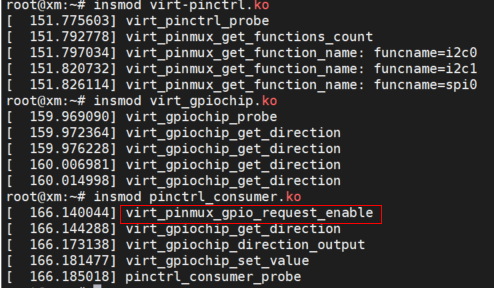 root@xm:~# insmod virt-pinctrl.ko
[  151.775603] virt_pinctrl_probe
[  151.792778] virt_pinmux_get_functions_count
[  151.797034] virt_pinmux_get_function_name: funcname=i2c0
[  151.820732] virt_pinmux_get_function_name: funcname=i2c1
[  151.826114] virt_pinmux_get_function_name: funcname=spi0
root@xm:~# insmod virt_gpiochip.ko
[  159.969090] virt_gpiochip_probe
[  159.972364] virt_gpiochip_get_direction
[  159.976228] virt_gpiochip_get_direction
[  160.006981] virt_gpiochip_get_direction
[  160.014998] virt_gpiochip_get_direction
root@xm:~# insmod pinctrl_consumer.ko
[  166.140044] virt_pinmux_gpio_request_enable
[  166.144288] virt_gpiochip_get_direction
[  166.173138] virt_gpiochip_direction_output
[  166.181477] virt_gpiochip_set_value
[  166.185018] pinctrl_consumer_probe